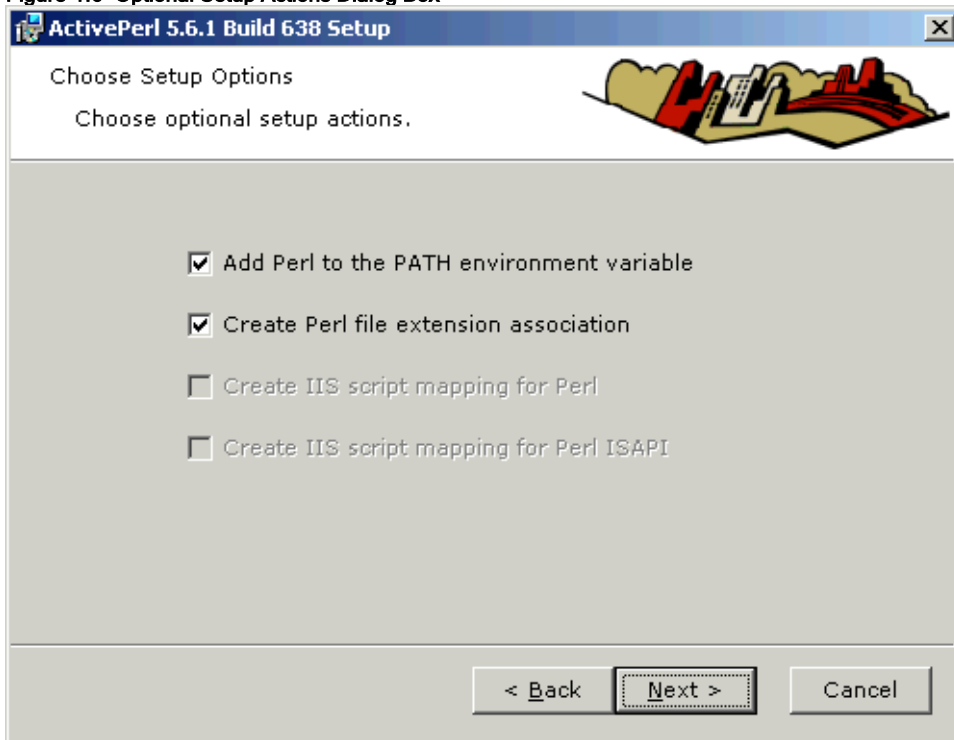 ActivePerl 5.6.1 Build 638 Setup
Choose Setup Options
Choose optional setup actions.
Add Perl to the PATH environment variable
Create Perl file extension association
Create IIS script mapping for Perl
Create IIS script mapping for Perl ISAPI
< Back
Next >
Cancel